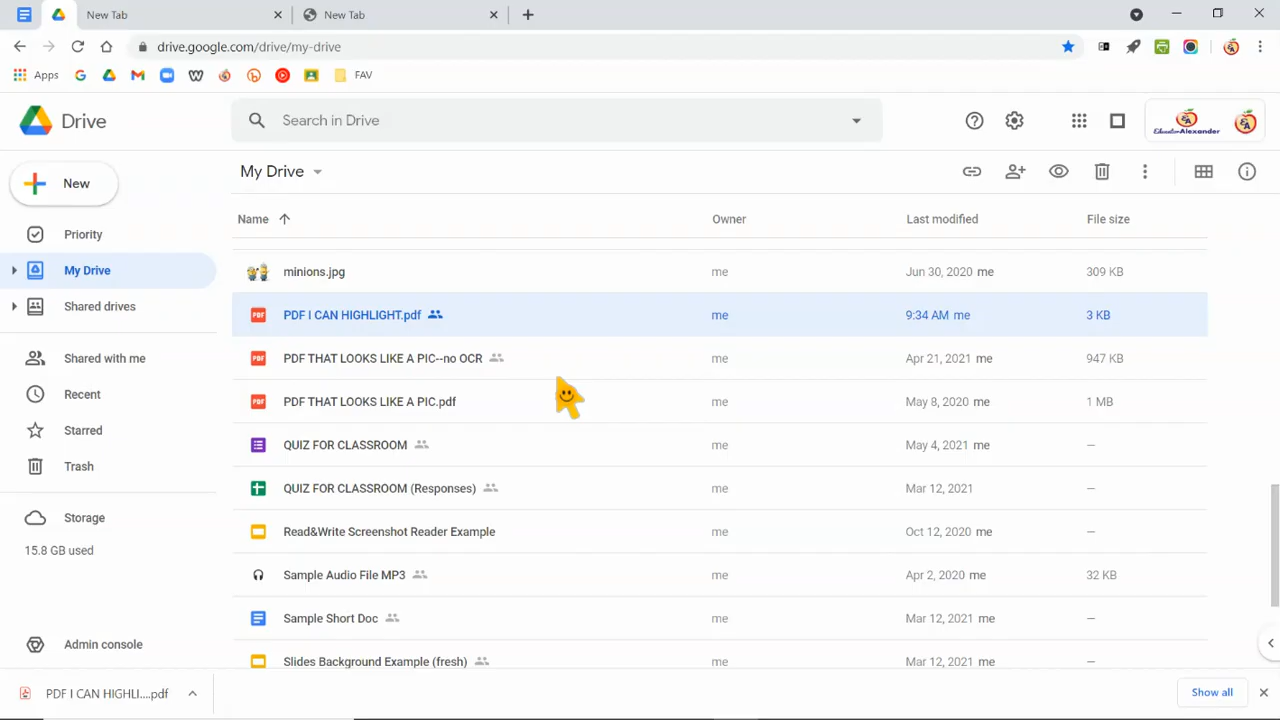 New Tab
New Tab
drive.google.com/drive/my-drive
Apps
FAV
Drive
Search in Drive
EducatorAlexander
New
My Drive
Priority
My Drive
Shared drives
Shared with me
Recent
Starred
Trash
Storage
15.8 GB used
Admin console
Name Owner Last modified File size
minions.jpg me Jun 30, 2020 me 309 KB
PDF I CAN HIGHLIGHT.pdf me 9:34 AM me 3 KB
PDF THAT LOOKS LIKE A PIC--no OCR me Apr 21, 2021 me 947 KB
PDF THAT LOOKS LIKE A PIC.pdf me May 8, 2020 me 1 MB
QUIZ FOR CLASSROOM me May 4, 2021 me —
QUIZ FOR CLASSROOM (Responses) me Mar 12, 2021 —
Read&Write Screenshot Reader Example me Oct 12, 2020 me —
Sample Audio File MP3 me Apr 2, 2020 me 32 KB
Sample Short Doc me Mar 12, 2021 me —
Slides Background Example (fresh) me Mar 12, 2021 me —
PDF I CAN HIGHLI....pdf
Show all